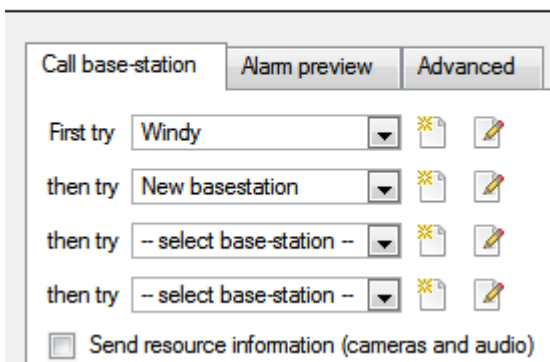 Call base-station Alarm preview Advanced
First try Windy
then try New basestation
then try -- select base-station --
then try -- select base-station --
Send resource information (cameras and audio)